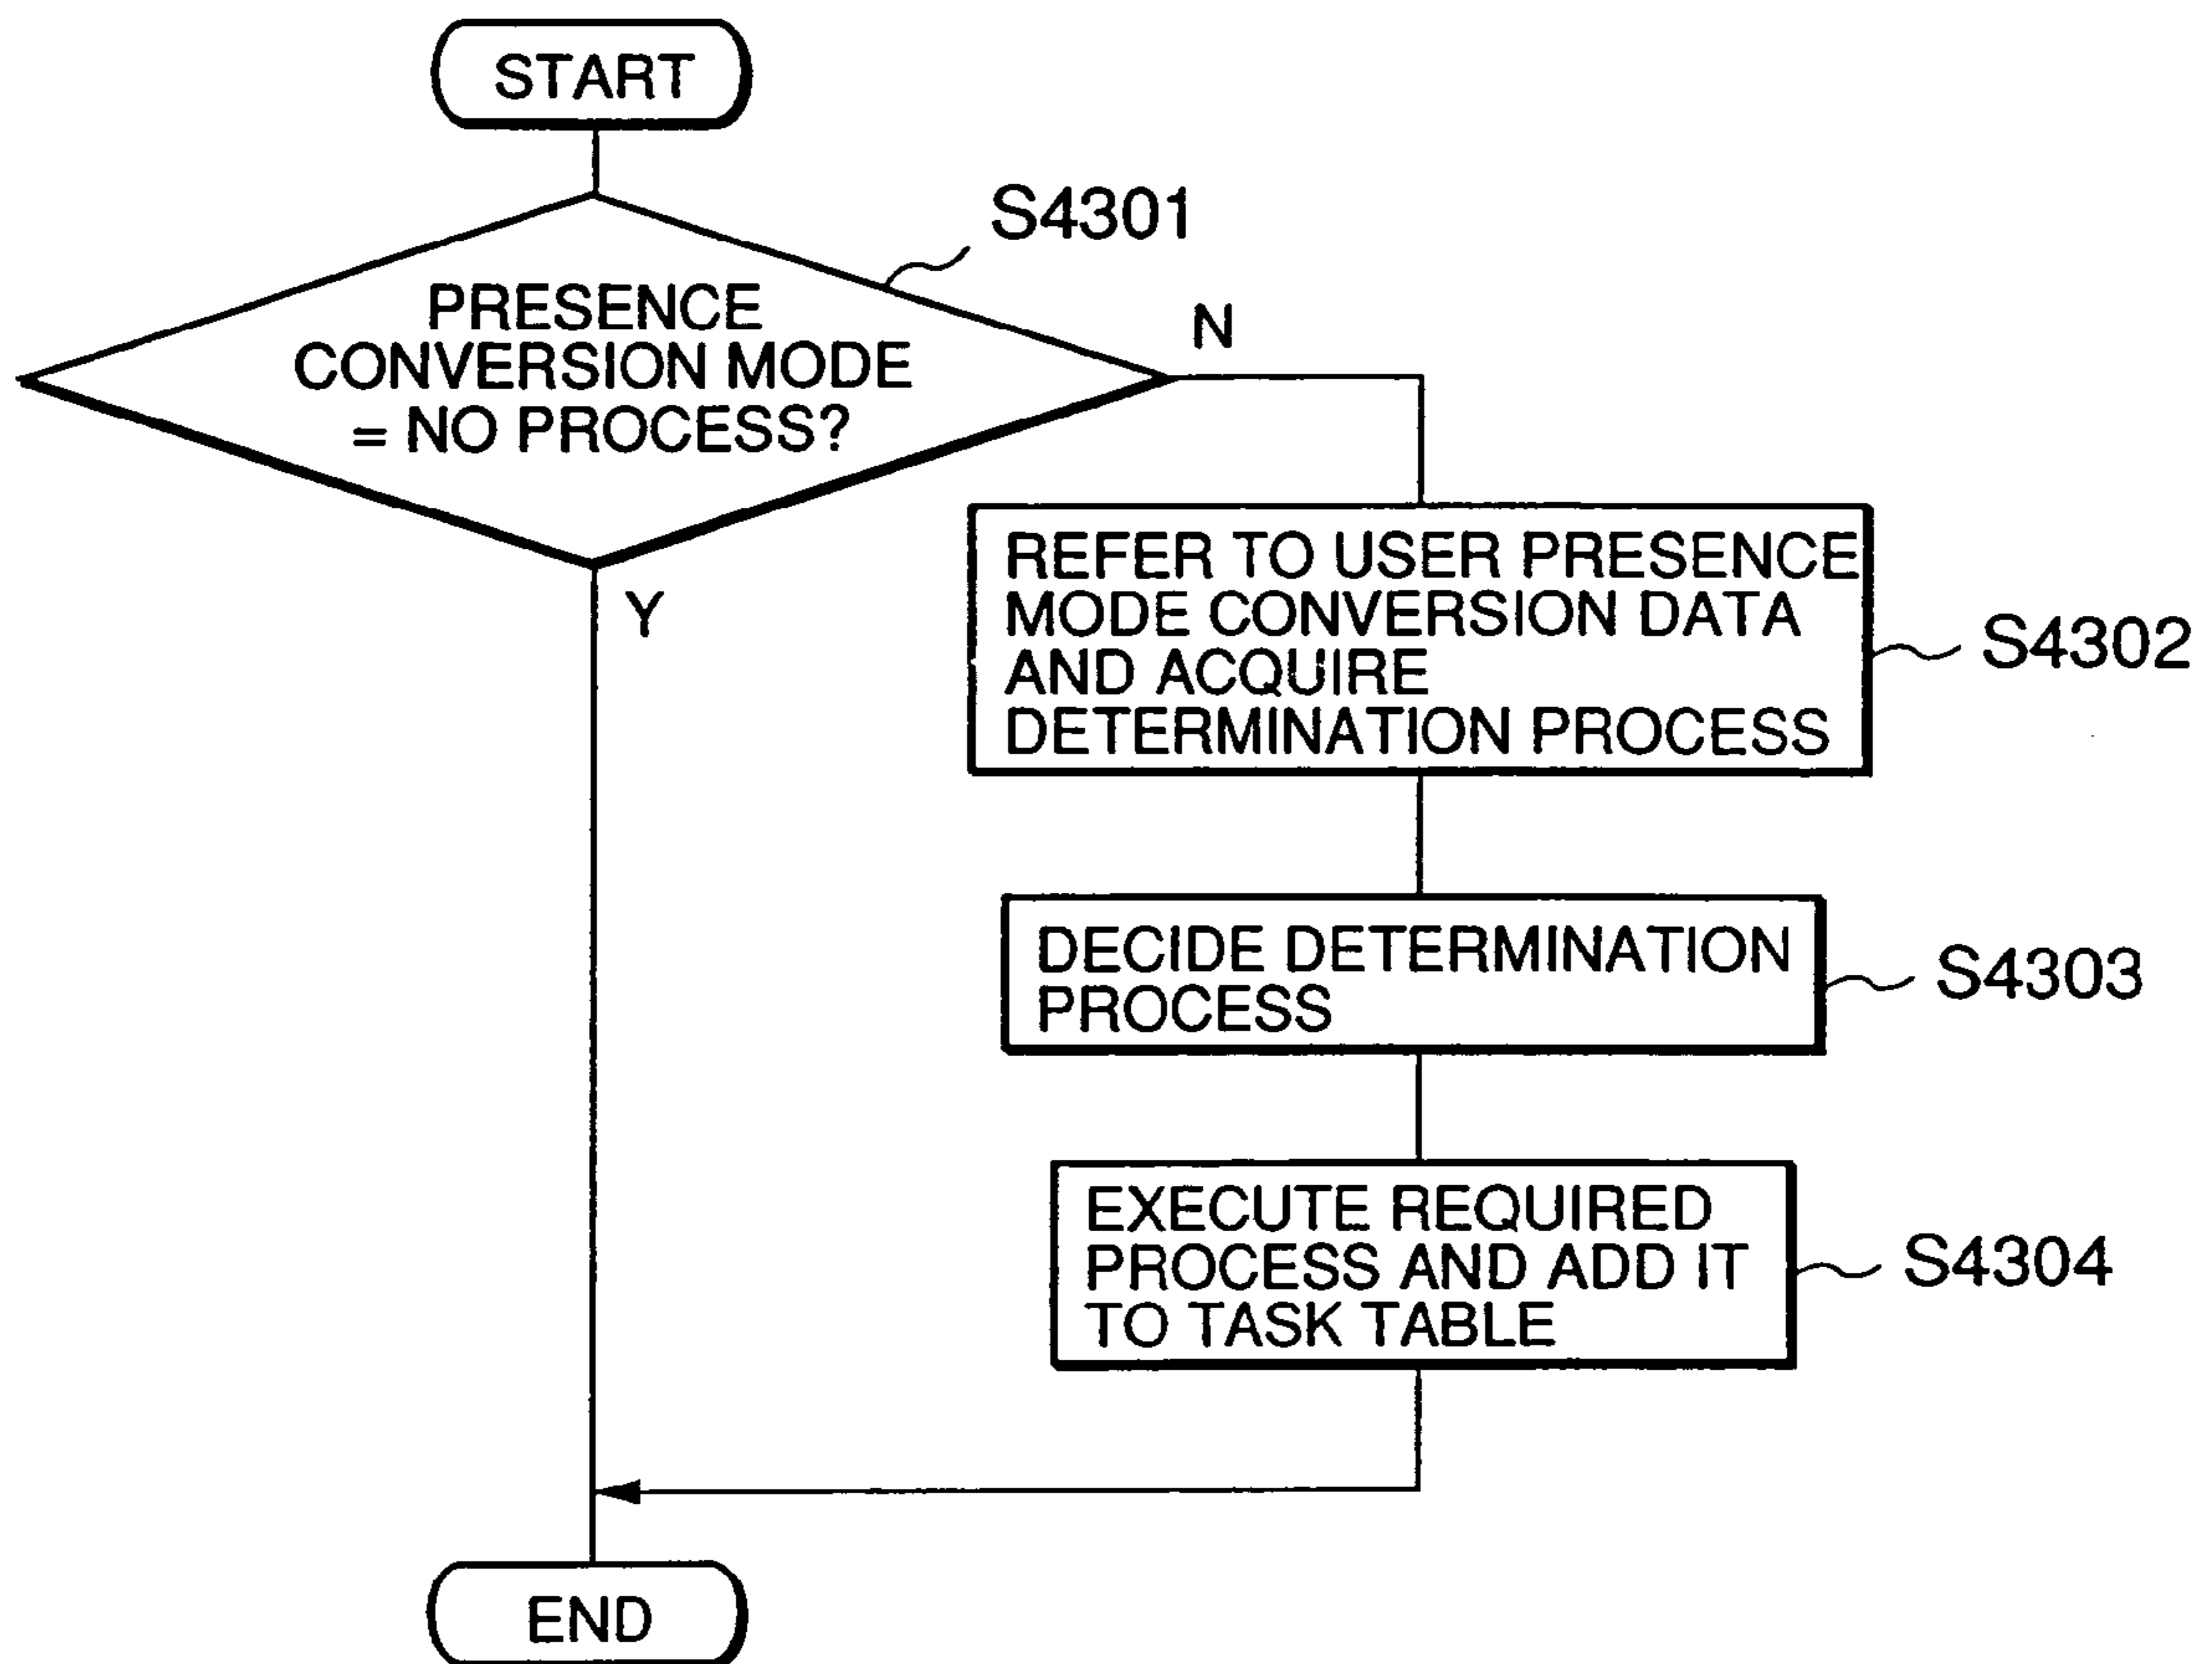 START
S4301
PRESENCE
CONVERSION MODE
= NO PROCESS?
N
Y
REFER TO USER PRESENCE
MODE CONVERSION DATA
AND ACQUIRE
DETERMINATION PROCESS
S4302
DECIDE DETERMINATION
PROCESS
S4303
EXECUTE REQUIRED
PROCESS AND ADD IT
TO TASK TABLE
S4304
END